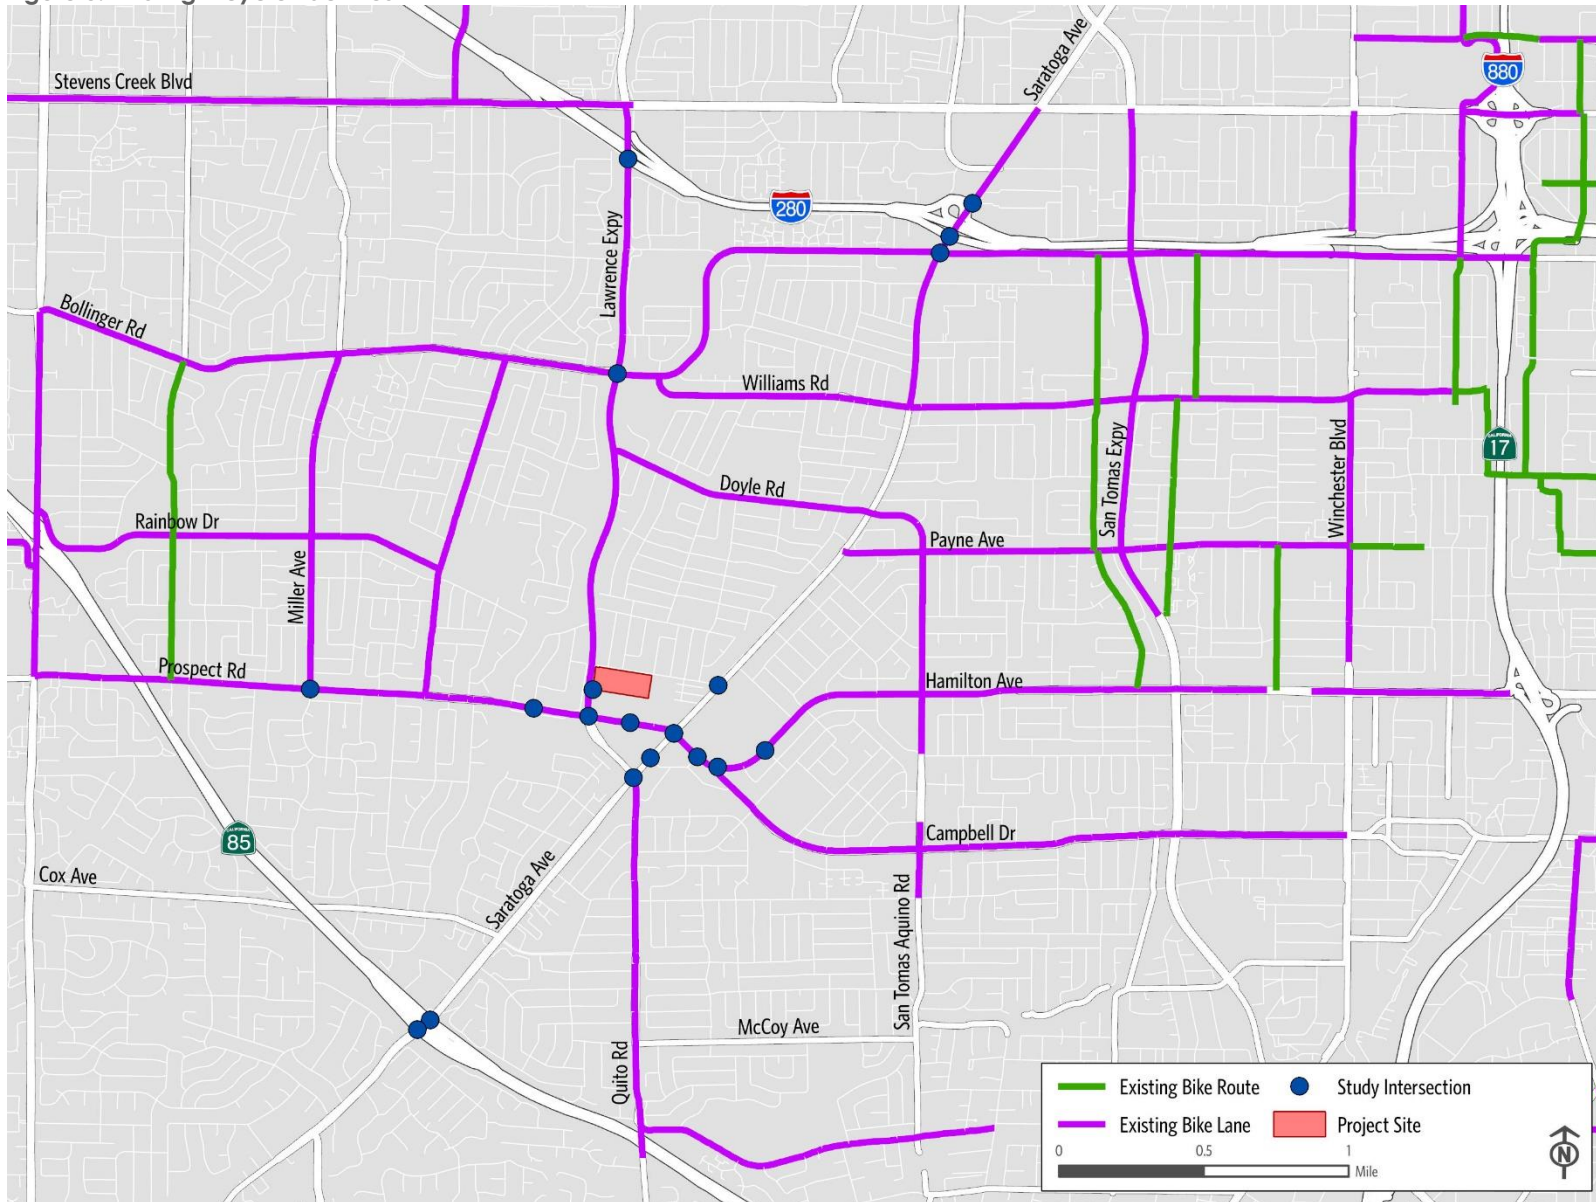 Stevens Creek Blvd
Saratoga Ave
880
280
Lawrence Expy
Bollinger Rd
Williams Rd
San Tomas Expy
Winchester Blvd
CALIFORNIA
17
Doyle Rd
Rainbow Dr
Payne Ave
Miller Ave
Prospect Rd
Hamilton Ave
Campbell Dr
CALIFORNIA
85
Cox Ave
Saratoga Ave
San Tomas Aquino Rd
McCoy Ave
Quito Rd
Existing Bike Route
Study Intersection
Existing Bike Lane
Project Site
0 0.5 1
Mile
N